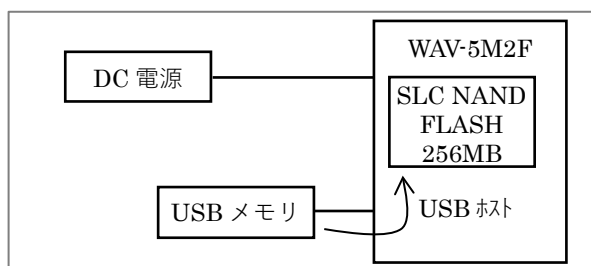 WAV-5M2F
DC 電源
SLC NAND
FLASH
256MB
USB メモリ
USB ﾎｽﾄ